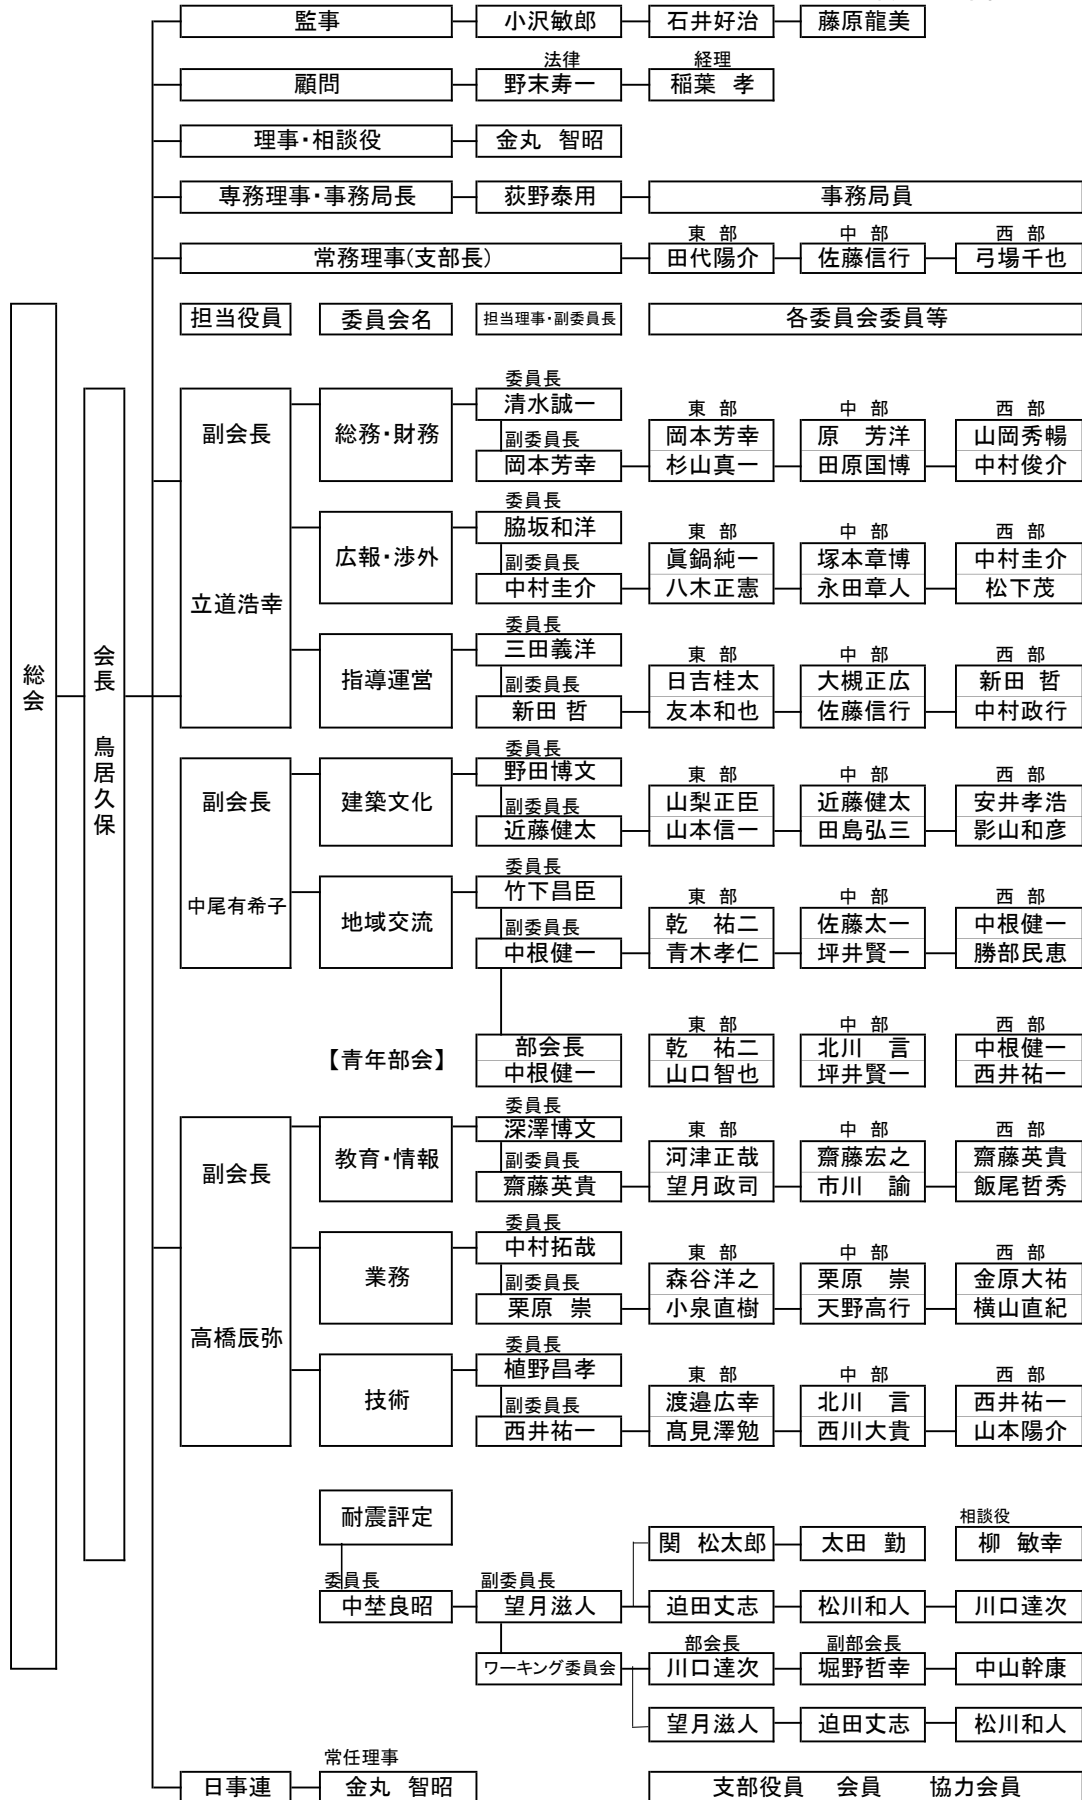 監事 小沢敏郎 石井好治 藤原龍美
法律 経理
顧問 野末寿一 稲葉 孝
理事・相談役 金丸 智昭
専務理事・事務局長 荻野泰用 事務局員
東 部 中 部 西 部
常務理事(支部長) 田代陽介 佐藤信行 弓場千也
担当役員 委員会名 担当理事・副委員長 各委員会委員等
総会
会長 鳥居久保
副会長
立道浩幸
総務・財務
委員長
清水誠一
副委員長
岡本芳幸
東 部 中 部 西 部
岡本芳幸 原 芳洋 山岡秀暢
杉山真一 田原国博 中村俊介
広報・渉外
委員長
脇坂和洋
副委員長
中村圭介
東 部 中 部 西 部
眞鍋純一 塚本章博 中村圭介
八木正憲 永田章人 松下茂
指導運営
委員長
三田義洋
副委員長
新田 哲
東 部 中 部 西 部
日吉桂太 大槻正広 新田 哲
友本和也 佐藤信行 中村政行
副会長
中尾有希子
建築文化
委員長
野田博文
副委員長
近藤健太
東 部 中 部 西 部
山梨正臣 近藤健太 安井孝浩
山本信一 田島弘三 影山和彦
地域交流
委員長
竹下昌臣
副委員長
中根健一
東 部 中 部 西 部
乾 祐二 佐藤太一 中根健一
青木孝仁 坪井賢一 勝部民恵
【青年部会】
部会長
中根健一
東 部 中 部 西 部
乾 祐二 北川 言 中根健一
山口智也 坪井賢一 西井祐一
副会長
高橋辰弥
教育・情報
委員長
深澤博文
副委員長
齋藤英貴
東 部 中 部 西 部
河津正哉 齋藤宏之 齋藤英貴
望月政司 市川 諭 飯尾哲秀
業務
委員長
中村拓哉
副委員長
栗原 崇
東 部 中 部 西 部
森谷洋之 栗原 崇 金原大祐
小泉直樹 天野高行 横山直紀
技術
委員長
植野昌孝
副委員長
西井祐一
東 部 中 部 西 部
渡邉広幸 北川 言 西井祐一
髙見澤勉 西川大貴 山本陽介
耐震評定
相談役
関 松太郎 太田 勤 柳 敏幸
委員長 副委員長
中埜良昭 望月滋人 迫田丈志 松川和人 川口達次
部会長 副部会長
ワーキング委員会 川口達次 堀野哲幸 中山幹康
望月滋人 迫田丈志 松川和人
常任理事
日事連 金丸 智昭 支部役員 会員 協力会員